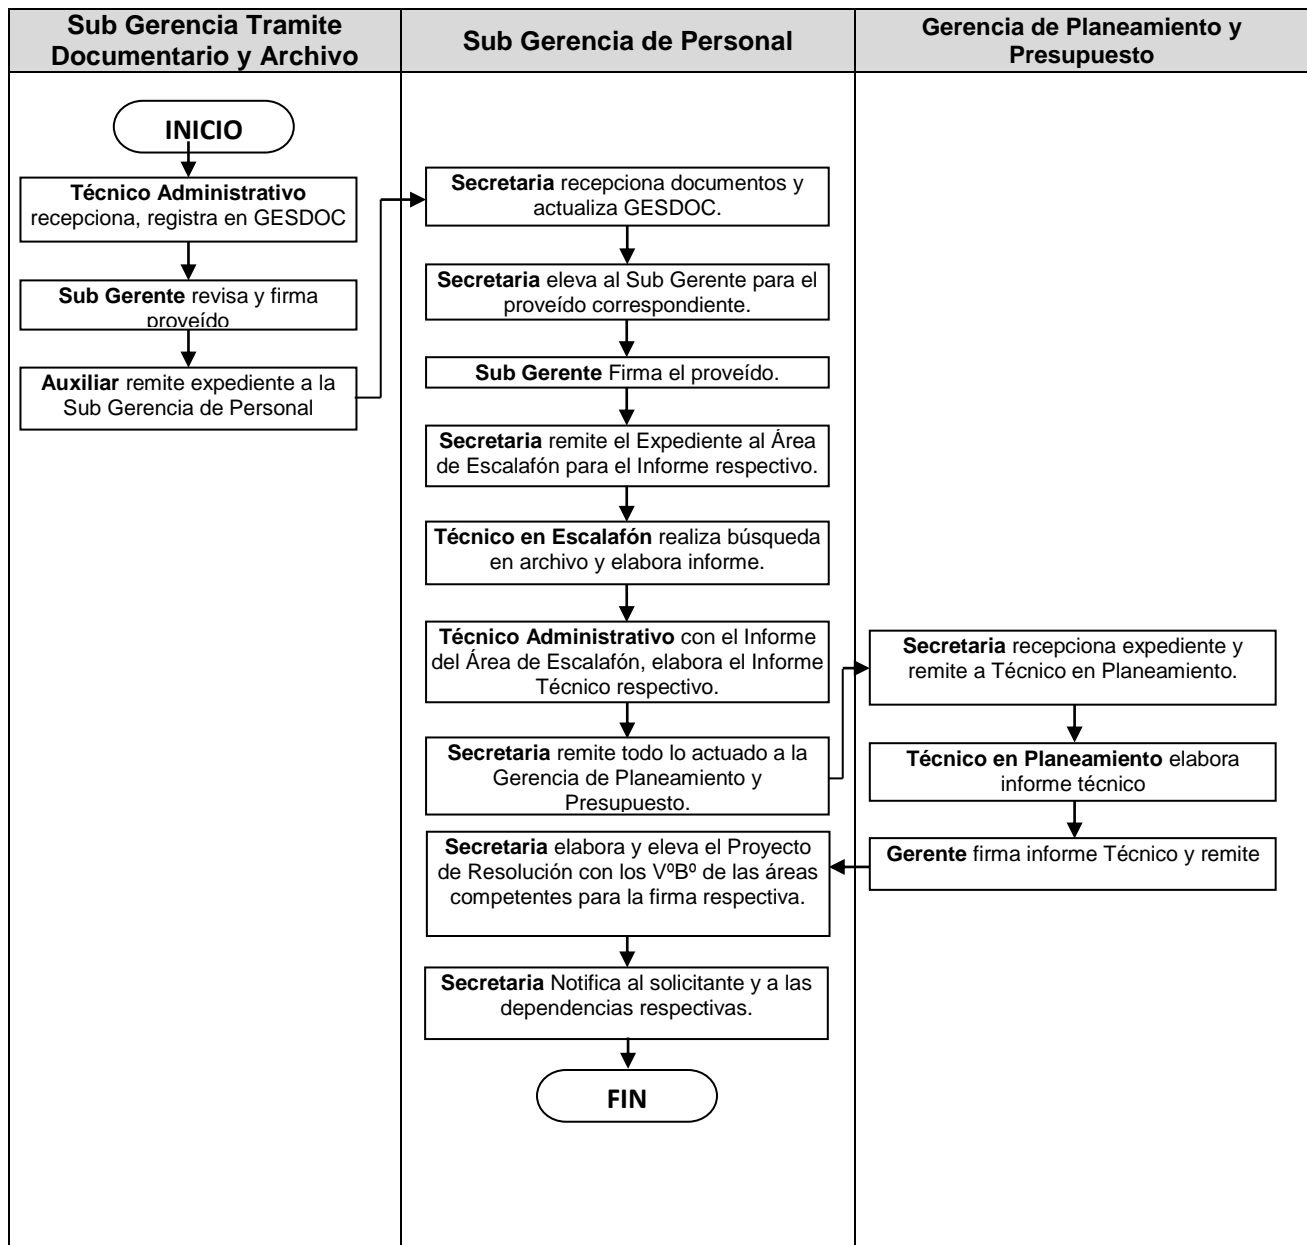 Sub Gerencia Tramite
Documentario y Archivo
Sub Gerencia de Personal
Gerencia de Planeamiento y
Presupuesto
INICIO
Técnico Administrativo
recepciona, registra en GESDOC
Sub Gerente revisa y firma
proveído
Auxiliar remite expediente a la
Sub Gerencia de Personal
Secretaria recepciona documentos y
actualiza GESDOC.
Secretaria eleva al Sub Gerente para el
proveído correspondiente.
Sub Gerente Firma el proveído.
Secretaria remite el Expediente al Área
de Escalafón para el Informe respectivo.
Técnico en Escalafón realiza búsqueda
en archivo y elabora informe.
Técnico Administrativo con el Informe
del Área de Escalafón, elabora el Informe
Técnico respectivo.
Secretaria remite todo lo actuado a la
Gerencia de Planeamiento y
Presupuesto.
Secretaria recepciona expediente y
remite a Técnico en Planeamiento.
Técnico en Planeamiento elabora
informe técnico
Gerente firma informe Técnico y remite
Secretaria elabora y eleva el Proyecto
de Resolución con los VºBº de las áreas
competentes para la firma respectiva.
Secretaria Notifica al solicitante y a las
dependencias respectivas.
FIN